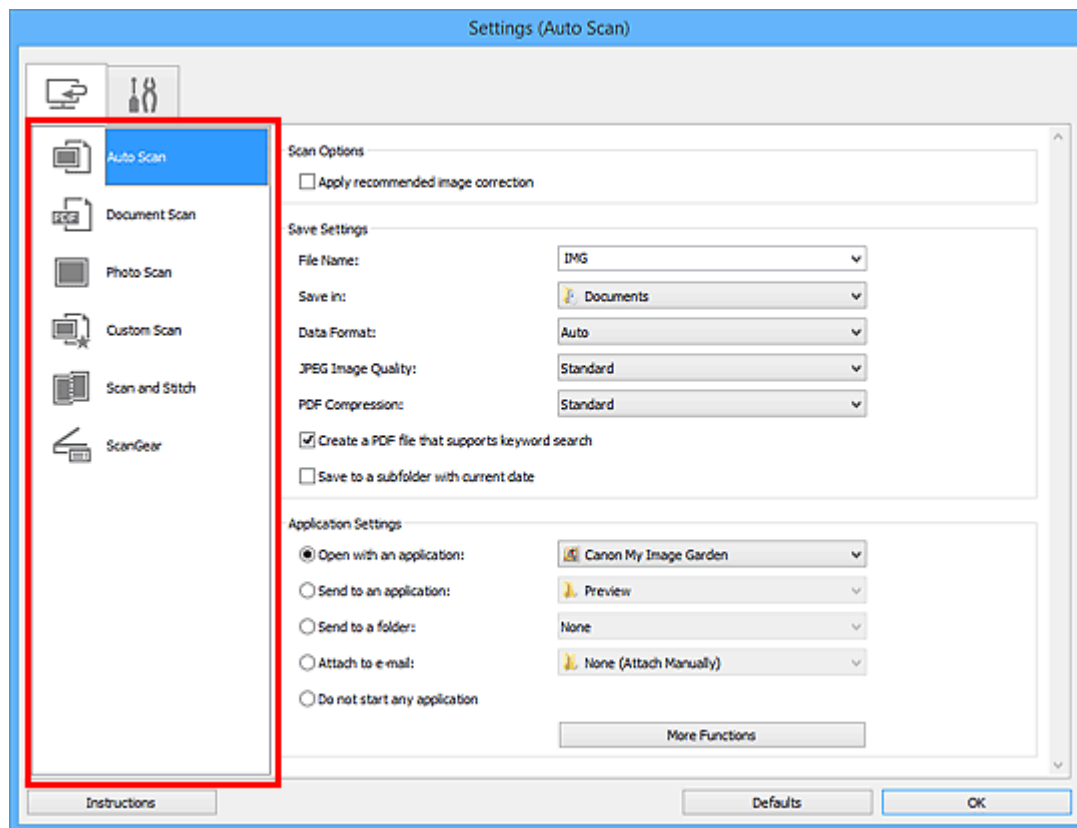 Settings (Auto Scan)
Auto Scan
PDF
Document Scan
Photo Scan
Custom Scan
Scan and Stitch
ScanGear
Scan Options
Apply recommended image correction
Save Settings
File Name: IMG
Save in: Documents
Data Format: Auto
JPEG Image Quality: Standard
PDF Compression: Standard
Create a PDF file that supports keyword search
Save to a subfolder with current date
Application Settings
Open with an application: Canon My Image Garden
Send to an application: Preview
Send to a folder: None
Attach to e-mail: None (Attach Manually)
Do not start any application
More Functions
Instructions Defaults OK